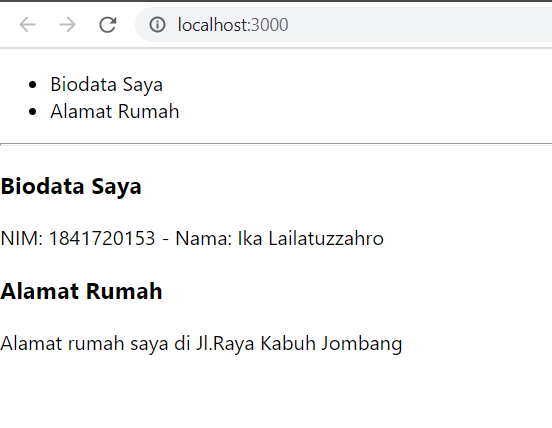 localhost:3000
Biodata Saya
Alamat Rumah
Biodata Saya
NIM: 1841720153 - Nama: Ika Lailatuzzahro
Alamat Rumah
Alamat rumah saya di Jl.Raya Kabuh Jombang